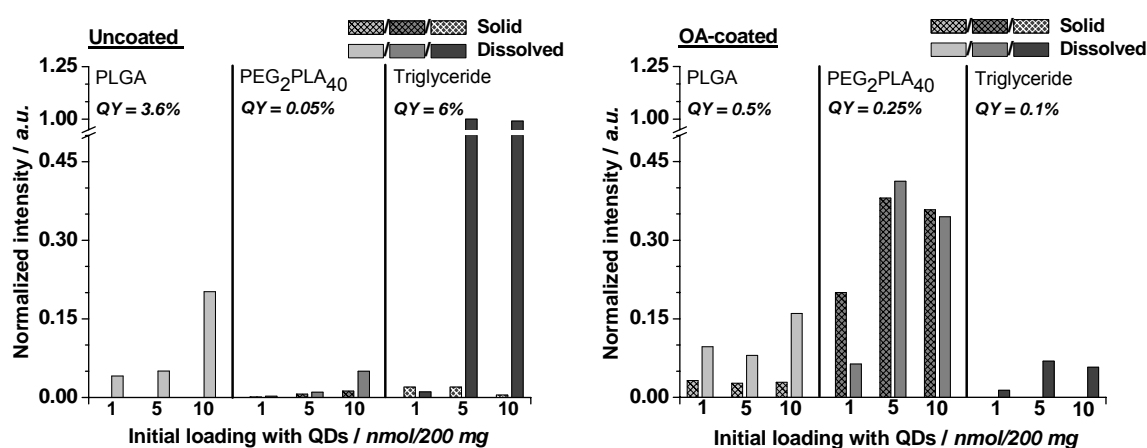 Uncoated
Solid
Dissolved
PLGA
PEG2PLA40
Triglyceride
QY = 3.6%
QY = 0.05%
QY = 6%
1.25
1.00
0.45
0.30
0.15
0.00
Normalized intensity / a.u.
1 5 10 1 5 10 1 5 10
Initial loading with QDs / nmol/200 mg
OA-coated
Solid
Dissolved
PLGA
PEG2PLA40
Triglyceride
QY = 0.5%
QY = 0.25%
QY = 0.1%
1.25
1.00
0.45
0.30
0.15
0.00
Normalized intensity / a.u.
1 5 10 1 5 10 1 5 10
Initial loading with QDs / nmol/200 mg